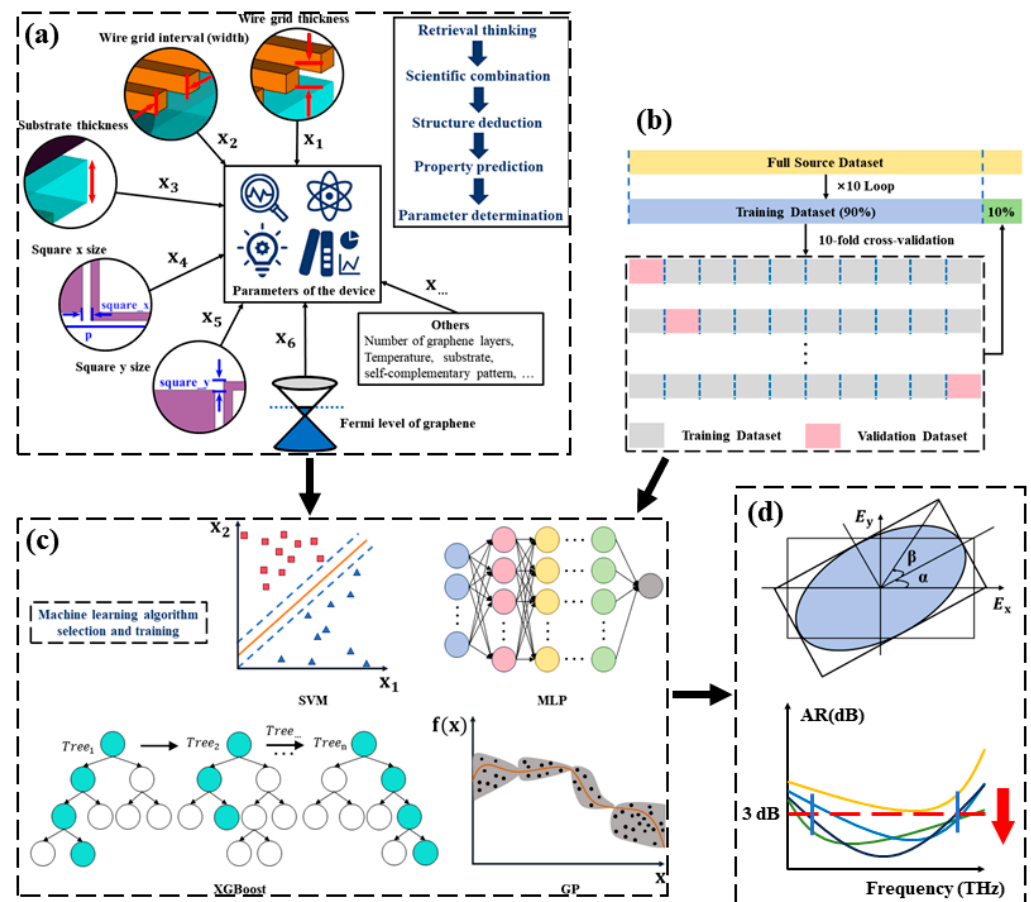 (a)
Wire grid thickness
Wire grid interval (width)
Substrate thickness
X₂
X₁
X₃
Square x size
X₄
square_x
p
X₅
Square y size
square_y
X₆
X...
Parameters of the device
Others
Number of graphene layers,
Temperature, substrate,
self-complementary pattern, ...
Fermi level of graphene
Retrieval thinking
Scientific combination
Structure deduction
Property prediction
Parameter determination
(b)
Full Source Dataset
×10 Loop
Training Dataset (90%)
10%
10-fold cross-validation
Training Dataset
Validation Dataset
(c)
Machine learning algorithm
selection and training
X₂
X₁
SVM
MLP
Tree₁
Tree₂
Tree...
Treeₙ
XGBoost
f(x)
X
GP
(d)
E_y
β
α
E_x
AR(dB)
3 dB
Frequency (THz)